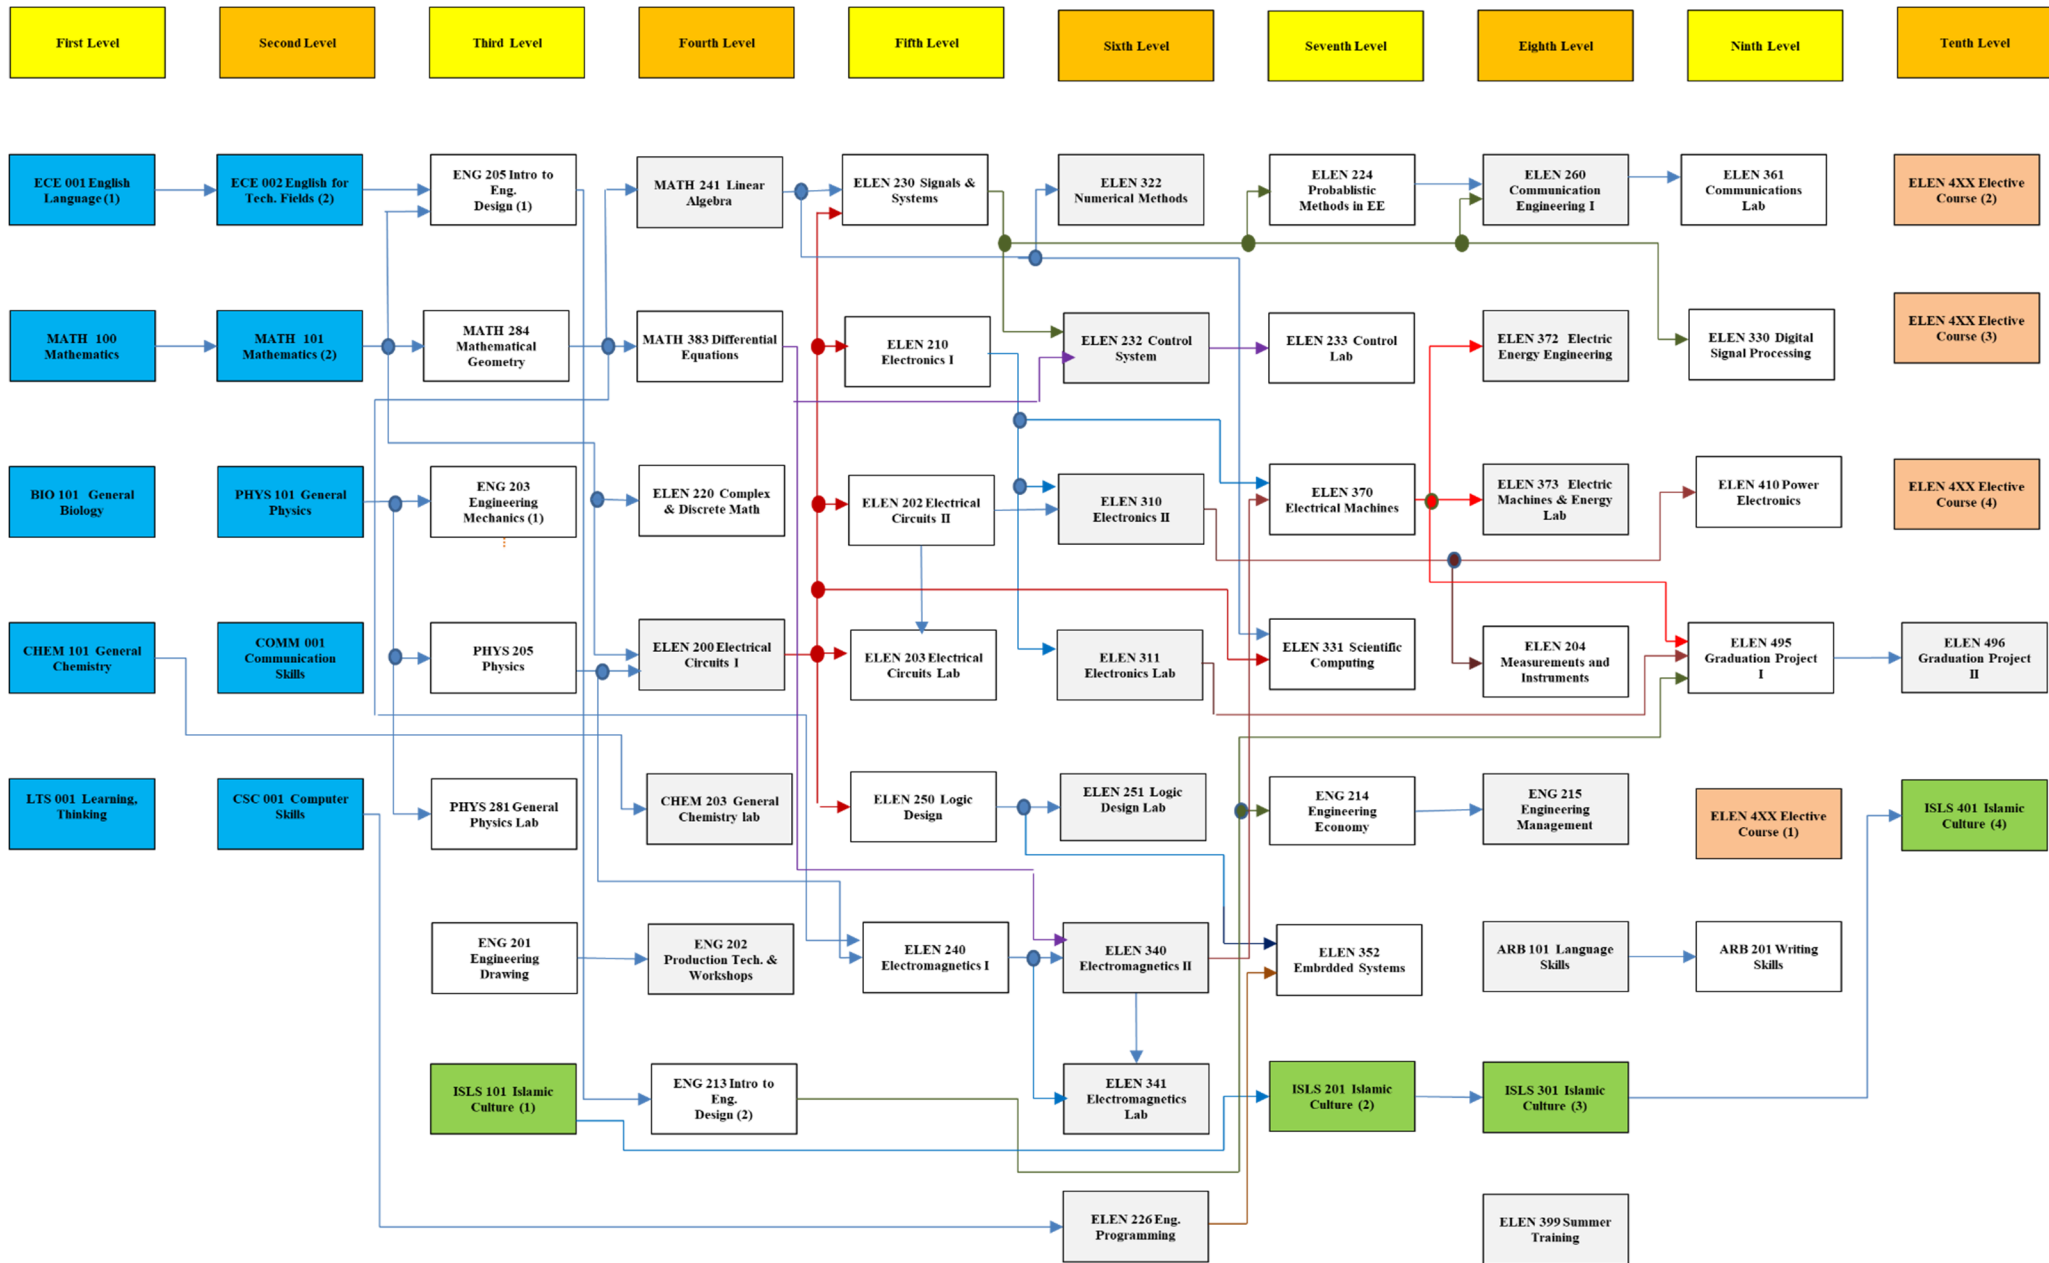 First Level
Second Level
Third Level
Fourth Level
Fifth Level
Sixth Level
Seventh Level
Eighth Level
Ninth Level
Tenth Level
ECE 001 English
Language (1)
ECE 002 English for
Tech. Fields (2)
ENG 205 Intro to
Eng.
Design (1)
MATH 241 Linear
Algebra
ELEN 230 Signals &
Systems
ELEN 322
Numerical Methods
ELEN 224
Probablistic
Methods in EE
ELEN 260
Communication
Engineering I
ELEN 361
Communications
Lab
ELEN 4XX Elective
Course (2)
MATH 100
Mathematics
MATH 101
Mathematics (2)
MATH 284
Mathematical
Geometry
MATH 383 Differential
Equations
ELEN 210
Electronics I
ELEN 232 Control
System
ELEN 233 Control
Lab
ELEN 372 Electric
Energy Engineering
ELEN 330 Digital
Signal Processing
ELEN 4XX Elective
Course (3)
BIO 101 General
Biology
PHYS 101 General
Physics
ENG 203
Engineering
Mechanics (1)
ELEN 220 Complex
& Discrete Math
ELEN 202 Electrical
Circuits II
ELEN 310
Electronics II
ELEN 370
Electrical Machines
ELEN 373 Electric
Machines & Energy
Lab
ELEN 410 Power
Electronics
ELEN 4XX Elective
Course (4)
CHEM 101 General
Chemistry
COMM 001
Communication
Skills
PHYS 205
Physics
ELEN 200 Electrical
Circuits I
ELEN 203 Electrical
Circuits Lab
ELEN 311
Electronics Lab
ELEN 331 Scientific
Computing
ELEN 204
Measurements and
Instruments
ELEN 495
Graduation Project
I
ELEN 496
Graduation Project
II
LTS 001 Learning,
Thinking
CSC 001 Computer
Skills
PHYS 281 General
Physics Lab
CHEM 203 General
Chemistry lab
ELEN 250 Logic
Design
ELEN 251 Logic
Design Lab
ENG 214
Engineering
Economy
ENG 215
Engineering
Management
ELEN 4XX Elective
Course (1)
ISLS 401 Islamic
Culture (4)
ENG 201
Engineering
Drawing
ENG 202
Production Tech. &
Workshops
ELEN 240
Electromagnetics I
ELEN 340
Electromagnetics II
ELEN 352
Embrdded Systems
ARB 101 Language
Skills
ARB 201 Writing
Skills
ISLS 101 Islamic
Culture (1)
ENG 213 Intro to
Eng.
Design (2)
ELEN 341
Electromagnetics
Lab
ISLS 201 Islamic
Culture (2)
ISLS 301 Islamic
Culture (3)
ELEN 226 Eng.
Programming
ELEN 399 Summer
Training